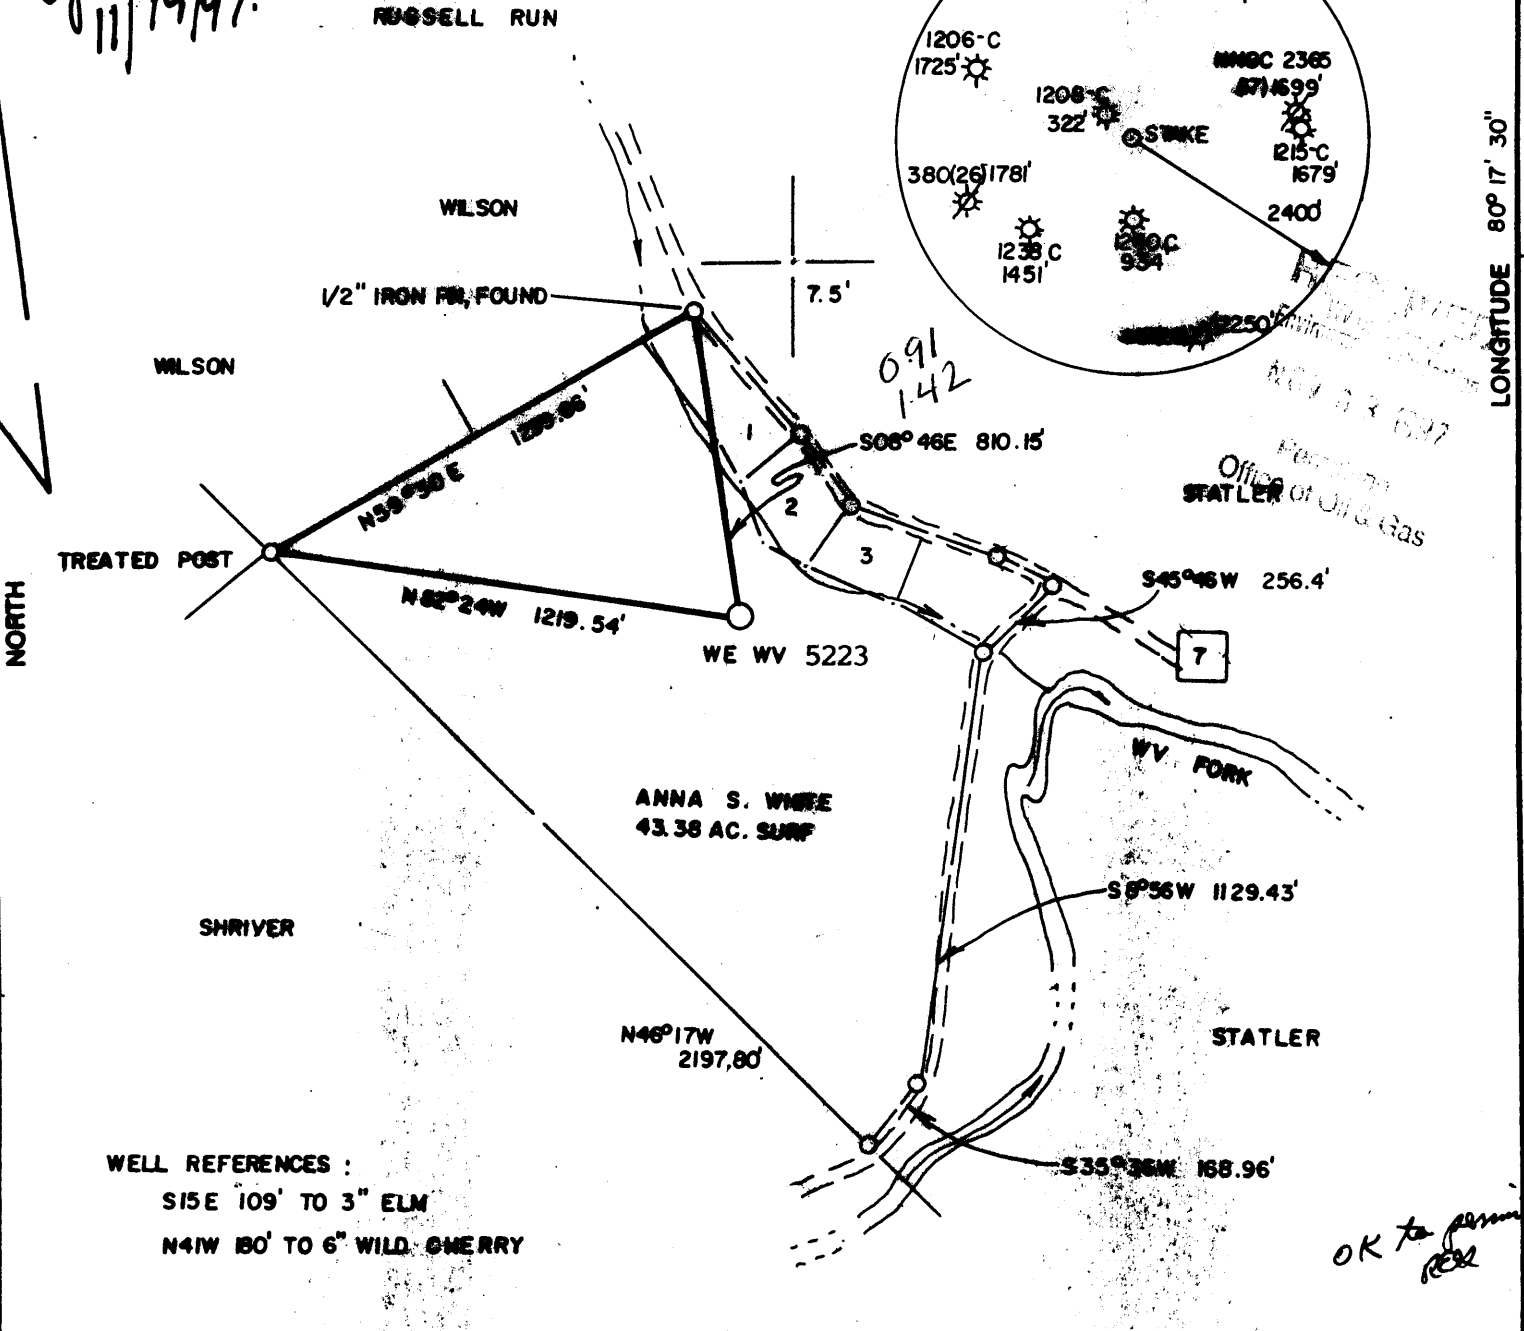 11/19/97.
RUSSELL RUN
1206-C
1725'
1208-C
322'
2365
1699'
STAKE
1215-C
1679'
380(26) 1781'
2400'
1238 C
1451'
934
2250'
LONGITUDE 80° 17' 30"
WILSON
1/2" IRON PIN, FOUND
7.5'
WILSON
091
1.42
N59°30'E
1
S08° 46E 810.15'
Office of Oil & Gas
STATLER
2
3
TREATED POST
S45°46W 256.4'
N82°24W 1219.54'
NORTH
WE WV 5223
7
WV FORK
ANNA S. WHITE
43.38 AC. SURF
S8°56W 1129.43'
SHRIVER
N46°17W
2197.80'
STATLER
WELL REFERENCES :
S35°36W 168.96'
S15E 109' TO 3" ELM
N41W 180' TO 6" WILD CHERRY
OK to